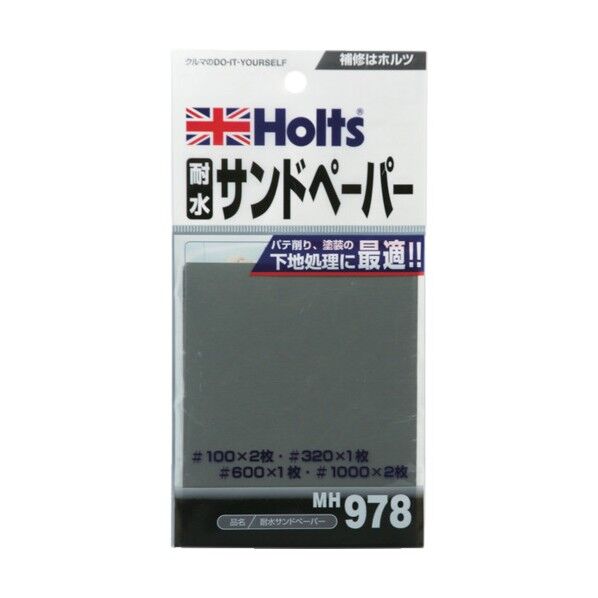 クルマのDO-IT-YOURSELF
補修はホルツ
Holts®
耐水
サンドペーパー
パテ削り、塗装の
下地処理に最適!!
#100×2枚・#320×1枚
#600×1枚・#1000×2枚
MH978
品名／耐水サンドペーパー